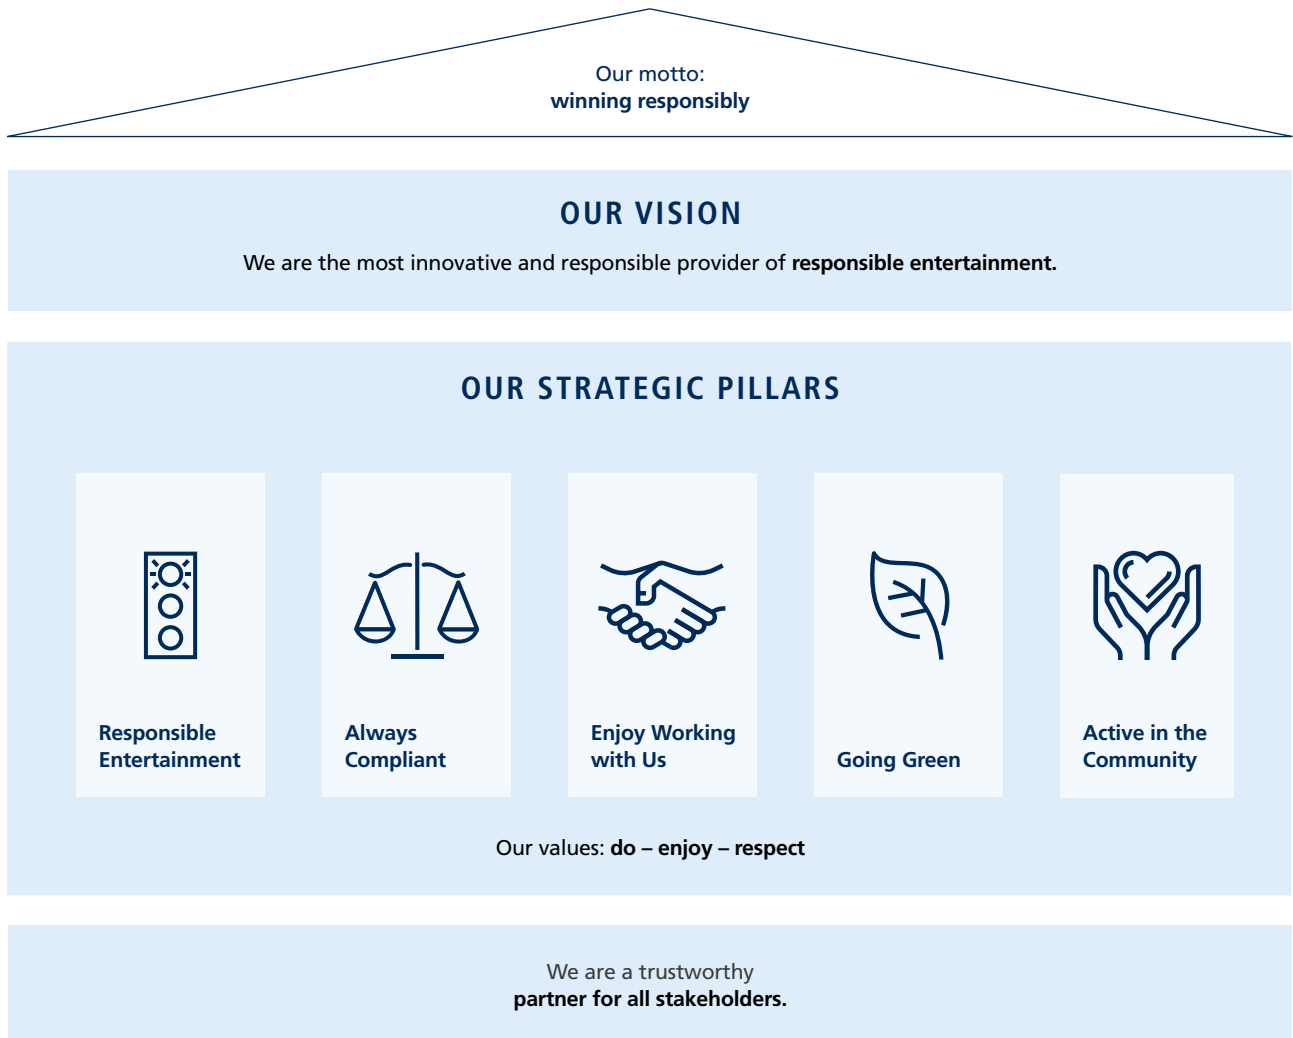 Our motto:
winning responsibly
OUR VISION
We are the most innovative and responsible provider of responsible entertainment.
OUR STRATEGIC PILLARS
Responsible
Entertainment
Always
Compliant
Enjoy Working
with Us
Going Green
Active in the
Community
Our values: do – enjoy – respect
We are a trustworthy
partner for all stakeholders.